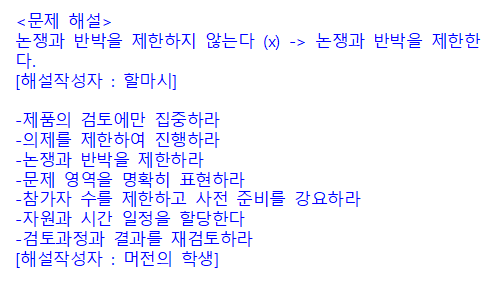 <문제 해설>
논쟁과 반박을 제한하지 않는다 (x) -> 논쟁과 반박을 제한한
다.
[해설작성자 : 할마시]
-제품의 검토에만 집중하라
-의제를 제한하여 진행하라
-논쟁과 반박을 제한하라
-문제 영역을 명확히 표현하라
-참가자 수를 제한하고 사전 준비를 강요하라
-자원과 시간 일정을 할당한다
-검토과정과 결과를 재검토하라
[해설작성자 : 머전의 학생]